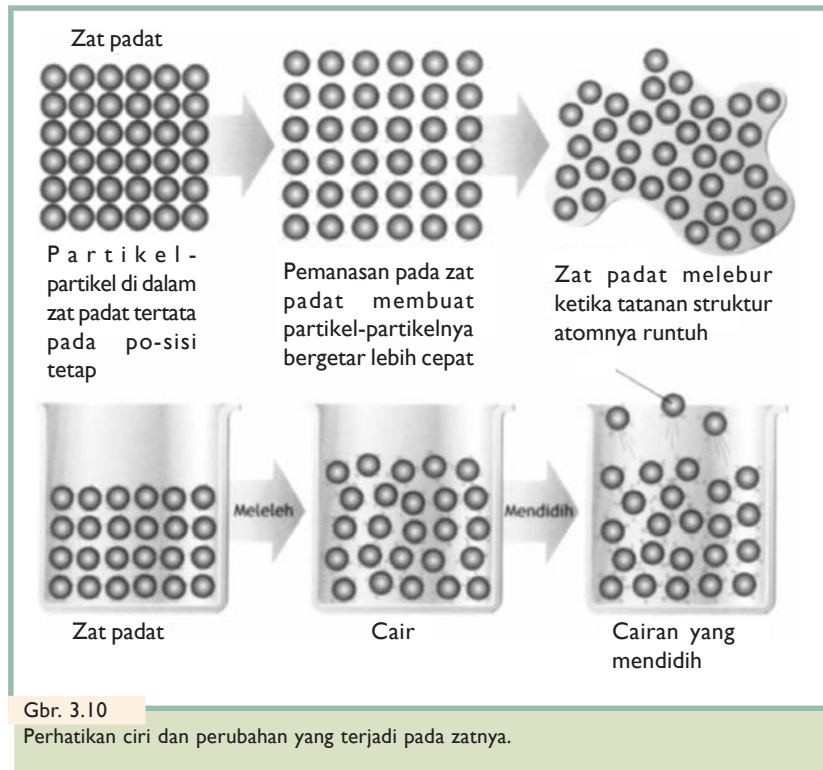 Zat padat
Partikel-
partikel di dalam
zat padat tertata
pada po-sisi
tetap
Pemanasan pada zat
padat membuat
partikel-partikelnya
bergetar lebih cepat
Zat padat melebur
ketika tatanan struktur
atomnya runtuh
Meleleh
Mendidih
Zat padat
Cair
Cairan yang
mendidih
Gbr. 3.10
Perhatikan ciri dan perubahan yang terjadi pada zatnya.